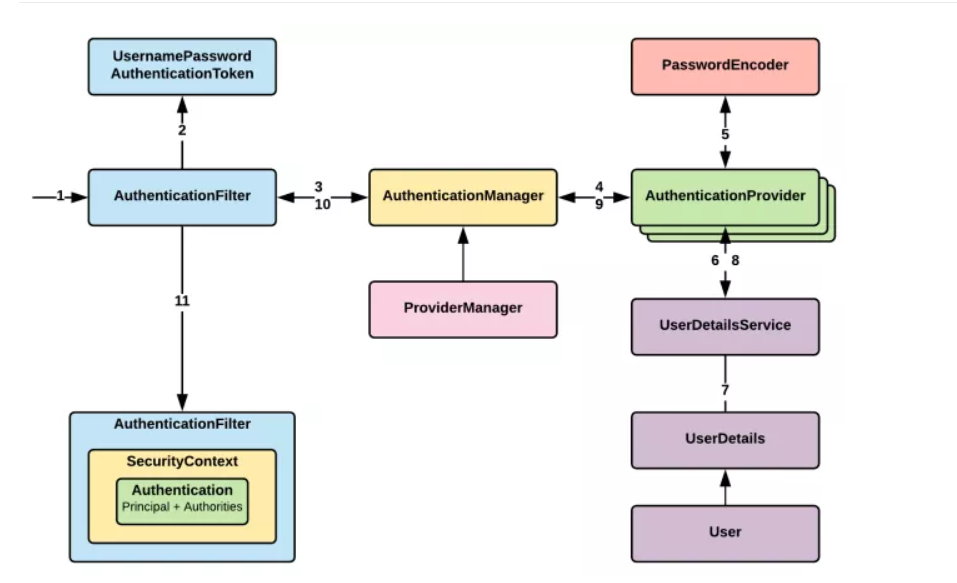 UsernamePassword
AuthenticationToken
PasswordEncoder
2
5
1
AuthenticationFilter
3
10
AuthenticationManager
4
9
AuthenticationProvider
6 8
11
ProviderManager
UserDetailsService
7
AuthenticationFilter
SecurityContext
Authentication
Principal + Authorities
UserDetails
User